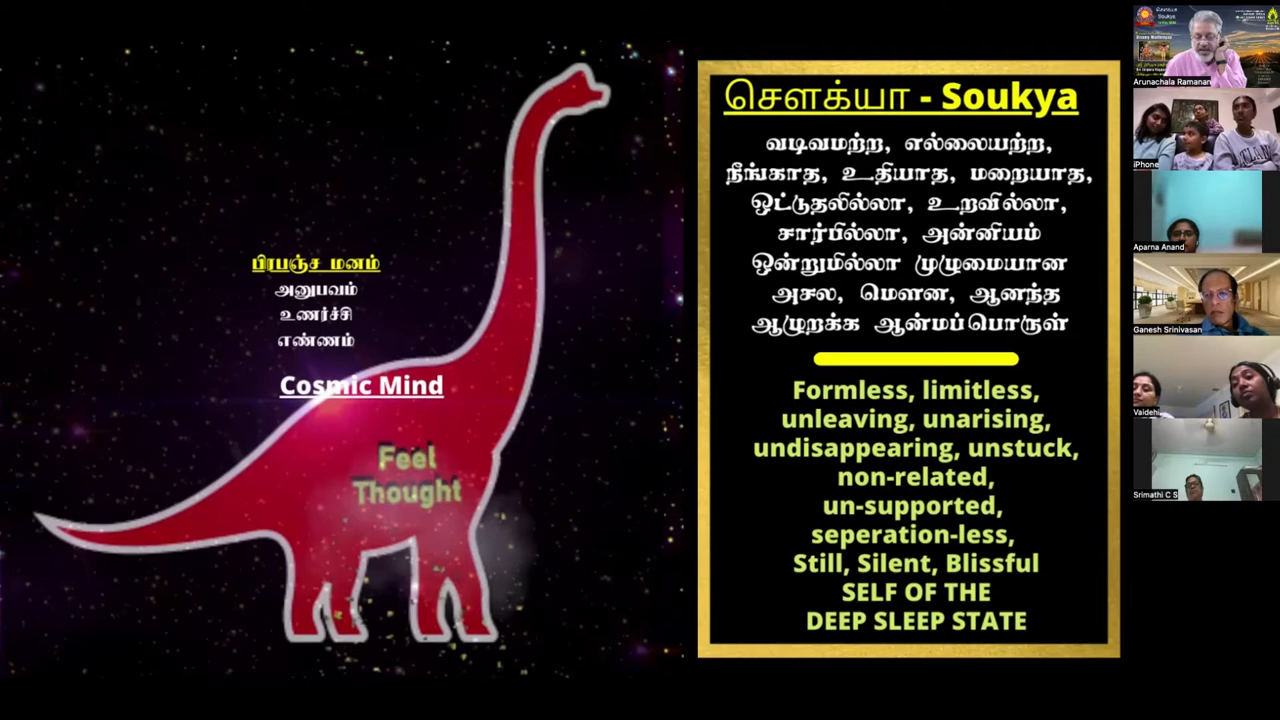 பிரபஞ்ச மனம்
அனுபவம்
உணர்ச்சி
எண்ணம்
Cosmic Mind
Feel
Thought
சௌக்யா - Soukya
வடிவமற்ற, எல்லையற்ற,
நீங்காத, உதியாத, மறையாத,
ஒட்டுதலில்லா, உறவில்லா,
சார்பில்லா, அன்னியம்
ஒன்றுமில்லா முழுமையான
அசல, மௌன, ஆனந்த
ஆழுறக்க ஆன்மப்பொருள்
Formless, limitless,
unleaving, unarising,
undisappearing, unstuck,
non-related,
un-supported,
seperation-less,
Still, Silent, Blissful
SELF OF THE
DEEP SLEEP STATE
Soukya
Arunachala Ramanan
iPhone
Aparna Anand
Ganesh Srinivasan
Vaidehi
Srimathi C S